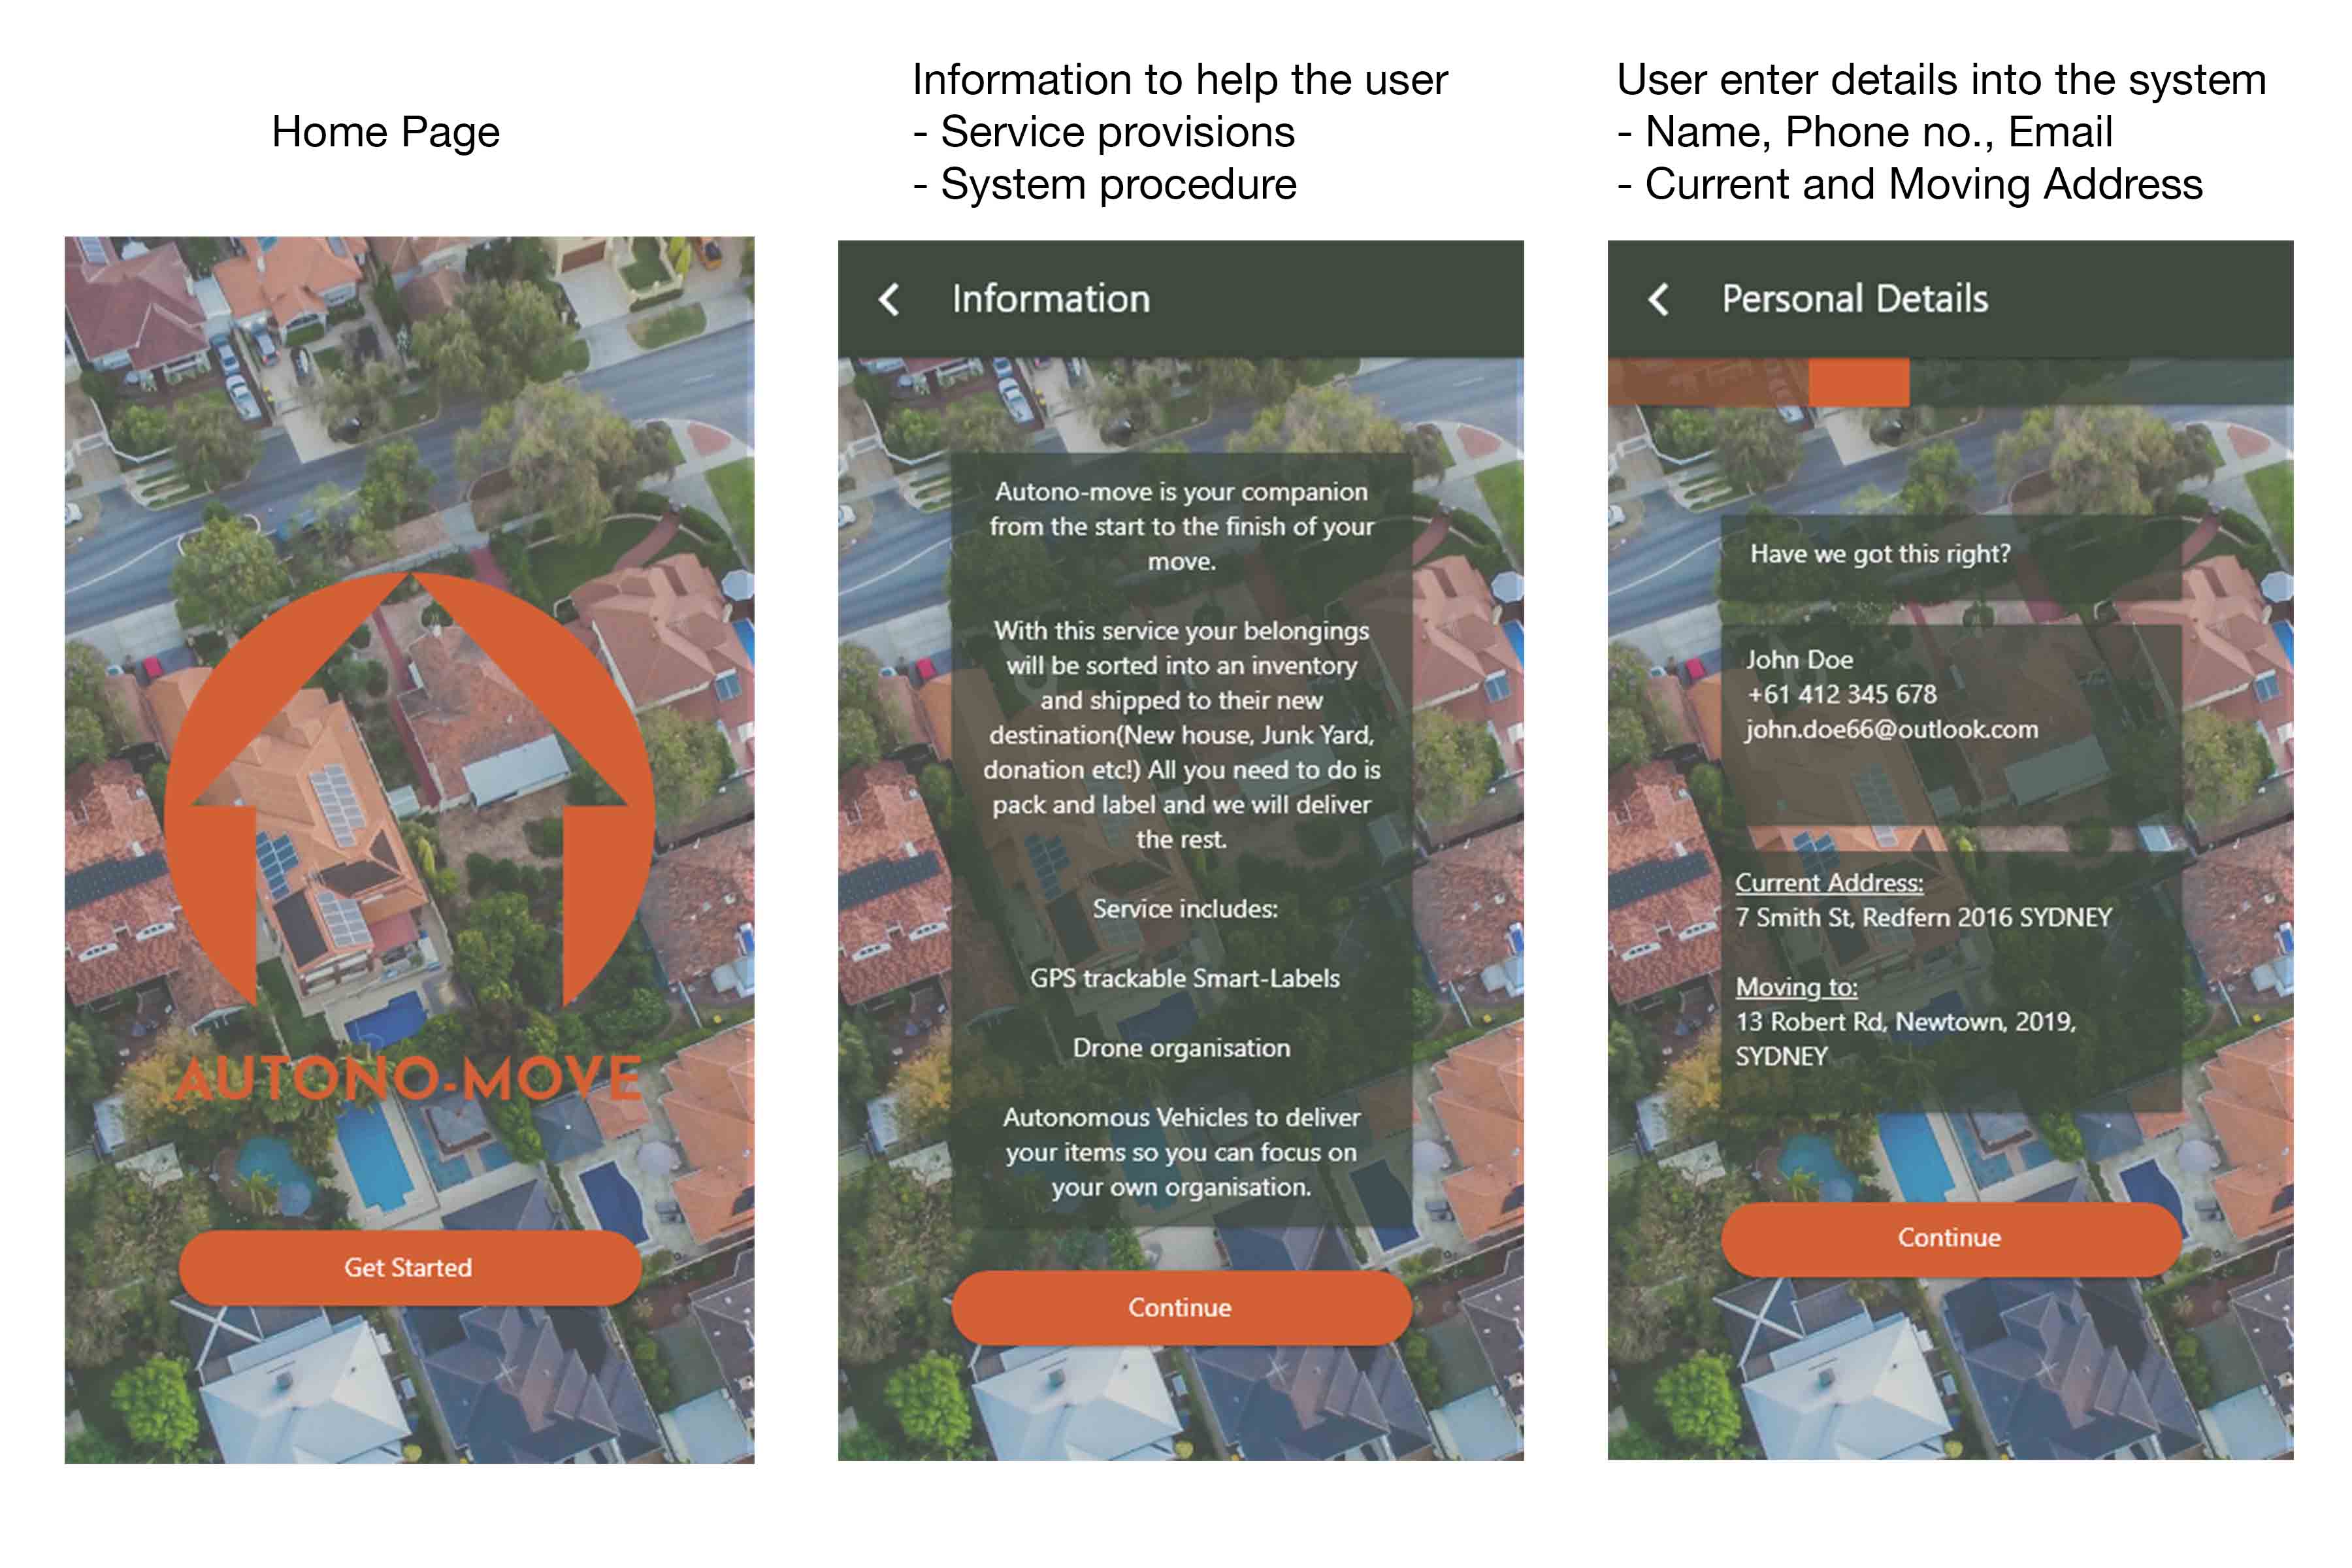 Home Page
Information to help the user
- Service provisions
- System procedure
User enter details into the system
- Name, Phone no., Email
- Current and Moving Address
AUTONO-MOVE
Get Started
Information
Autono-move is your companion
from the start to the finish of your
move.
With this service your belongings
will be sorted into an inventory
and shipped to their new
destination(New house, Junk Yard,
donation etc!) All you need to do is
pack and label and we will deliver
the rest.
Service includes:
GPS trackable Smart-Labels
Drone organisation
Autonomous Vehicles to deliver
your items so you can focus on
your own organisation.
Continue
Personal Details
Have we got this right?
John Doe
+61 412 345 678
john.doe66@outlook.com
Current Address:
7 Smith St, Redfern 2016 SYDNEY
Moving to:
13 Robert Rd, Newtown, 2019,
SYDNEY
Continue